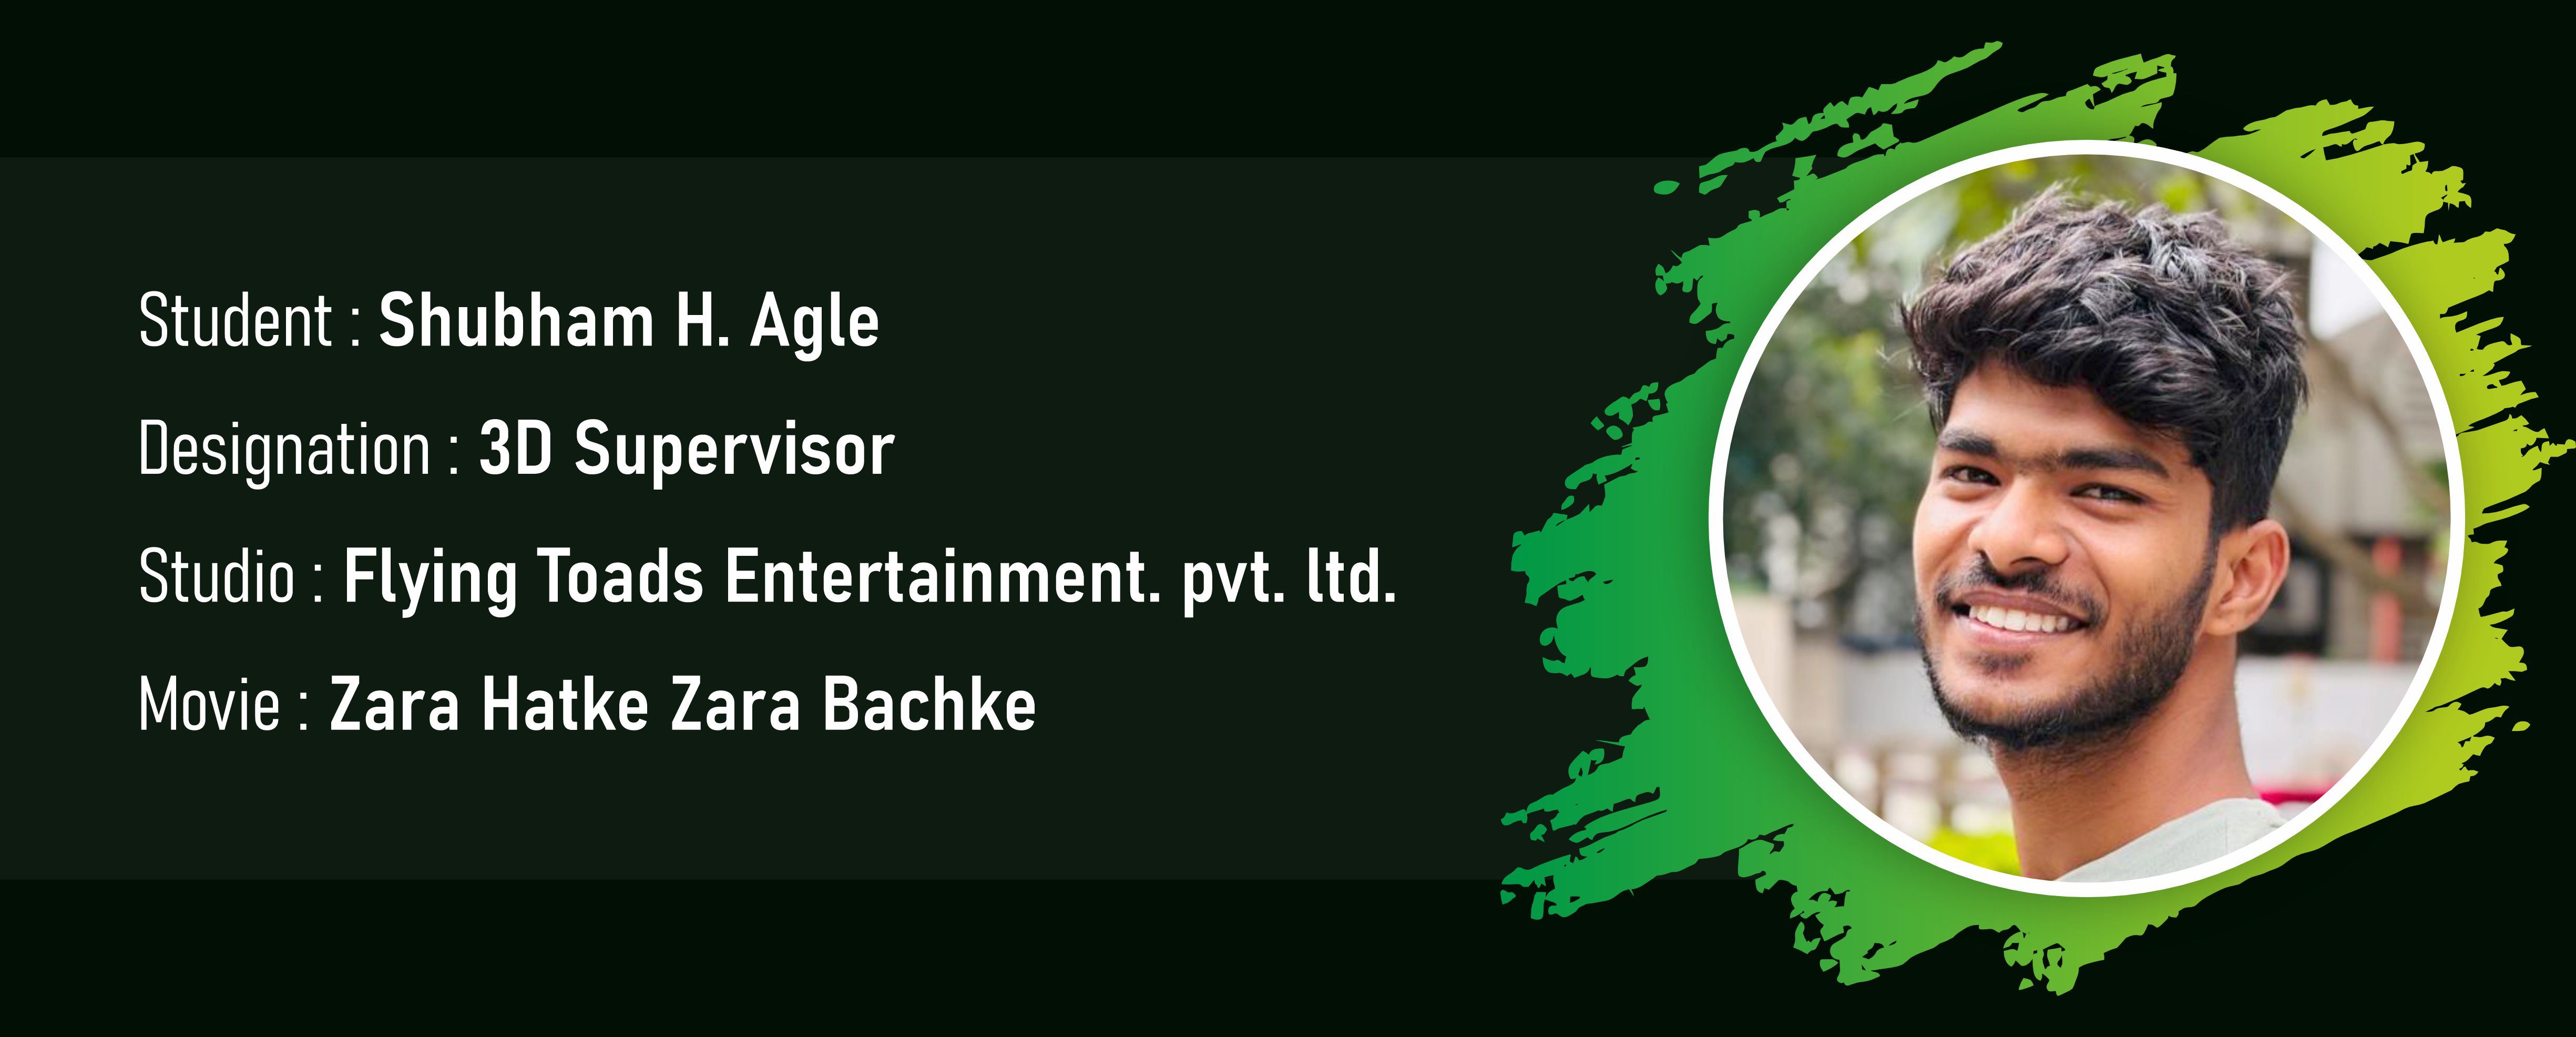 Student : Shubham H. Agle
Designation : 3D Supervisor
Studio : Flying Toads Entertainment. pvt. ltd.
Movie : Zara Hatke Zara Bachke